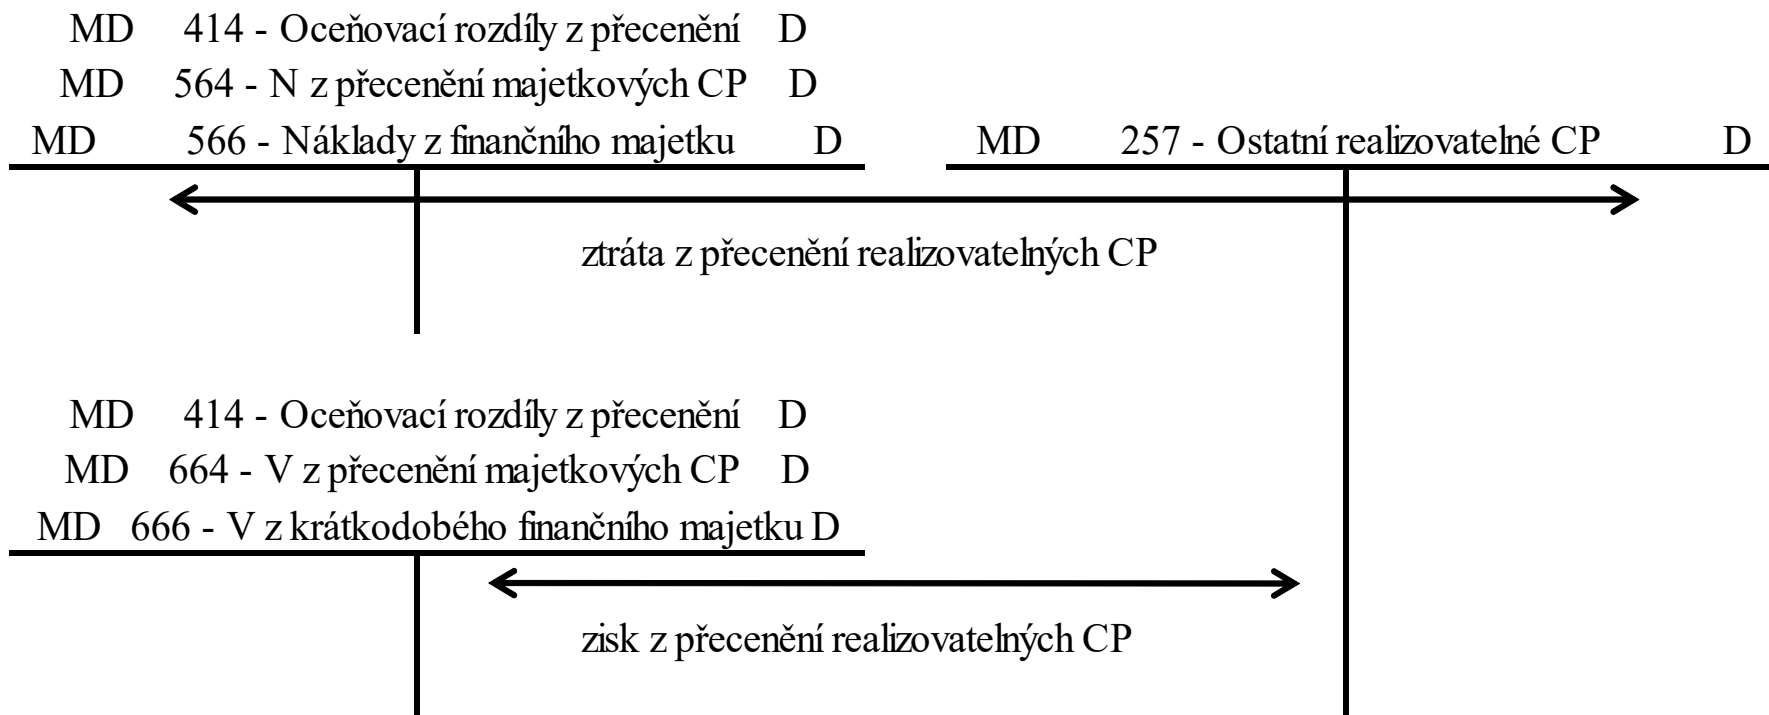 MD 414 - Oceňovací rozdíly z přecenění D
MD 564 - N z přecenění majetkových CP D
MD 566 - Náklady z finančního majetku D MD 257 - Ostatní realizovatelné CP D
ztráta z přecenění realizovatelných CP
MD 414 - Oceňovací rozdíly z přecenění D
MD 664 - V z přecenění majetkových CP D
MD 666 - V z krátkodobého finančního majetku D
zisk z přecenění realizovatelných CP